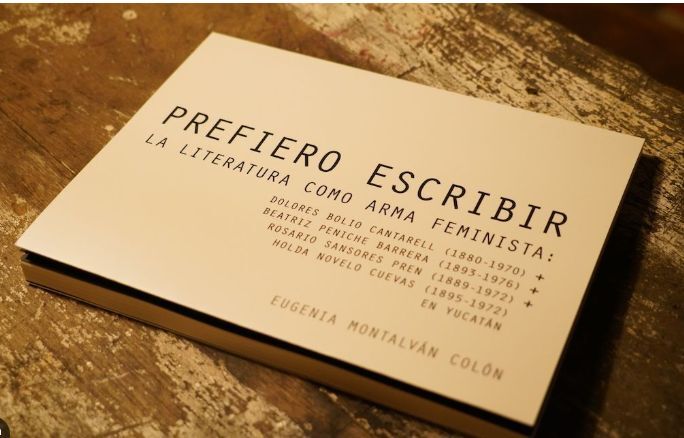 PREFIERO ESCRIBIR
LA LITERATURA COMO ARMA FEMINISTA:
DOLORES BOLIO CANTARELL (1880-1970) +
BEATRIZ PENICHE BARRERA (1893-1976) +
ROSARIO SANSORES PREN (1889-1972) +
HOLDA NOVELO CUEVAS (1895-1972)
EN YUCATÁN
EUGENIA MONTALVÁN COLÓN